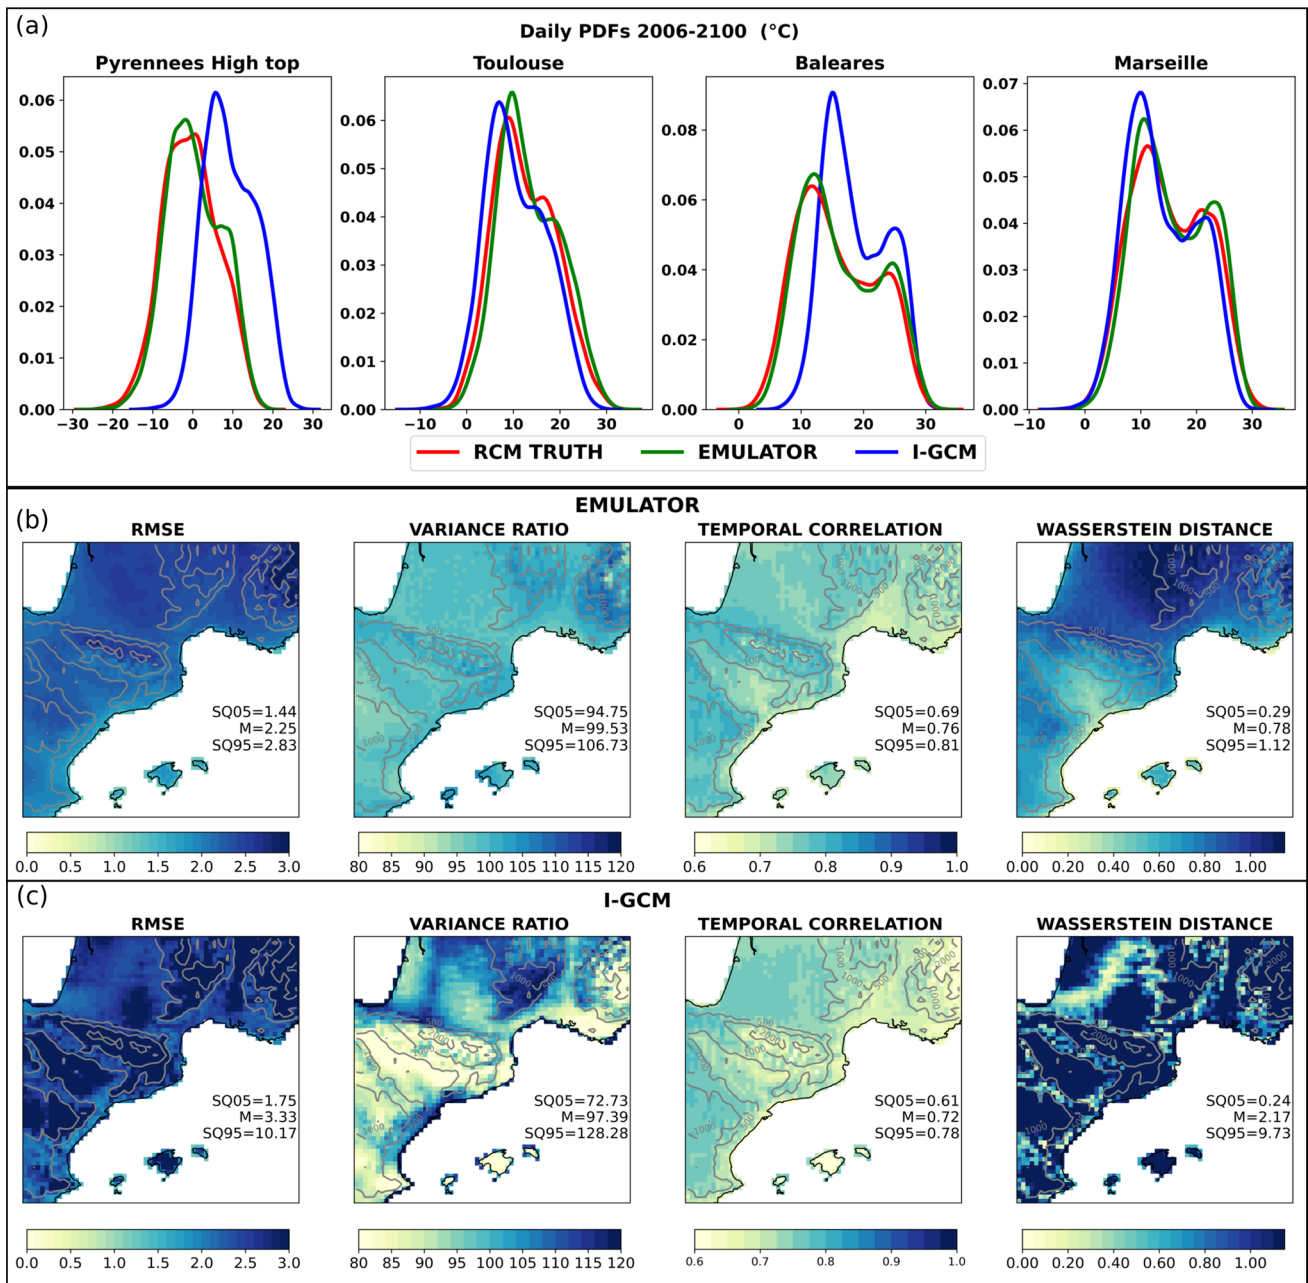 (a)
Daily PDFs 2006-2100 (°C)
Pyrennees High top Toulouse Baleares Marseille
0.06
0.05
0.04
0.03
0.02
0.01
0.00
−30 −20 −10 0 10 20 30
0.06
0.05
0.04
0.03
0.02
0.01
0.00
−10 0 10 20 30
0.08
0.06
0.04
0.02
0.00
0 10 20 30
0.07
0.06
0.05
0.04
0.03
0.02
0.01
0.00
−10 0 10 20 30
RCM TRUTH EMULATOR I-GCM
(b)
EMULATOR
RMSE VARIANCE RATIO TEMPORAL CORRELATION WASSERSTEIN DISTANCE
SQ05=1.44
M=2.25
SQ95=2.83
SQ05=94.75
M=99.53
SQ95=106.73
SQ05=0.69
M=0.76
SQ95=0.81
SQ05=0.29
M=0.78
SQ95=1.12
0.0 0.5 1.0 1.5 2.0 2.5 3.0
80 85 90 95 100 105 110 115 120
0.6 0.7 0.8 0.9 1.0
0.00 0.20 0.40 0.60 0.80 1.00
(c)
I-GCM
RMSE VARIANCE RATIO TEMPORAL CORRELATION WASSERSTEIN DISTANCE
SQ05=1.75
M=3.33
SQ95=10.17
SQ05=72.73
M=97.39
SQ95=128.28
SQ05=0.61
M=0.72
SQ95=0.78
SQ05=0.24
M=2.17
SQ95=9.73
0.0 0.5 1.0 1.5 2.0 2.5 3.0
80 85 90 95 100 105 110 115 120
0.6 0.7 0.8 0.9 1.0
0.00 0.20 0.40 0.60 0.80 1.00